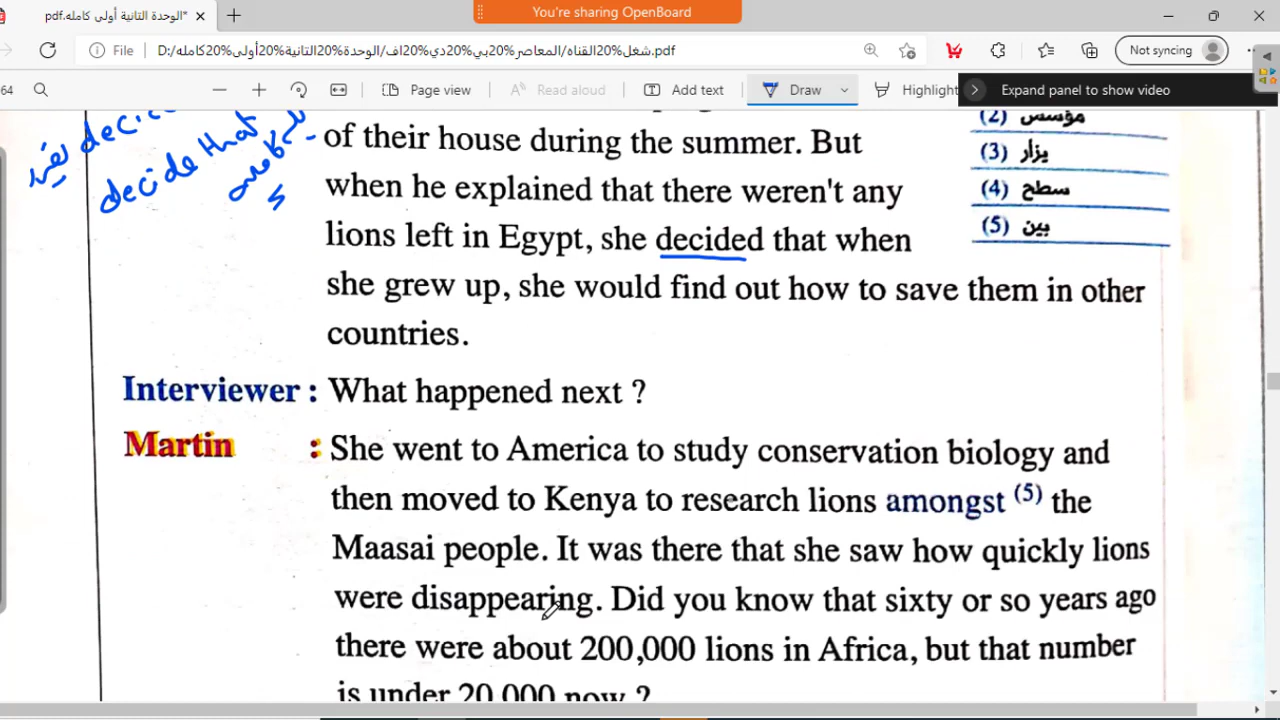 *الوحدة الثانية أولى كامله.pdf
You're sharing OpenBoard
File
D:/شغل%20القناه/المعاصر%20بي%20دي%20اف/الوحدة%20الثانية%20أولى%20كامله.pdf
Not syncing
64
Page view
Read aloud
Add text
Draw
Highlight
Expand panel to show video
decide that
of their house during the summer. But
when he explained that there weren't any
lions left in Egypt, she decided that when
she grew up, she would find out how to save them in other
countries.
(2) مؤسس
(3) يزأر
(4) سطح
(5) بين
Interviewer : What happened next ?
Martin : She went to America to study conservation biology and
then moved to Kenya to research lions amongst (5) the
Maasai people. It was there that she saw how quickly lions
were disappearing. Did you know that sixty or so years ago
there were about 200,000 lions in Africa, but that number
is under 20,000 now ?